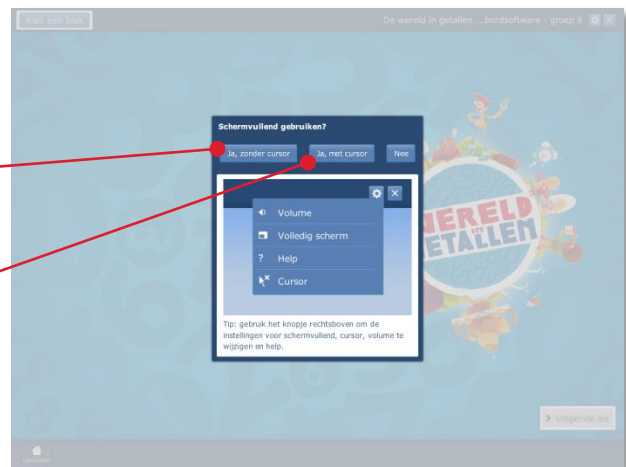 Kies een blok
De wereld in getallen ...bordsoftware - groep 8
Schermvullend gebruiken?
Ja, zonder cursor Ja, met cursor Nee
Volume
Volledig scherm
? Help
Cursor
Tip: gebruik het knopje rechtsboven om de
instellingen voor schermvullend, cursor, volume te
wijzigen en help.
WERELD
IN
GETALLEN
Volgende les